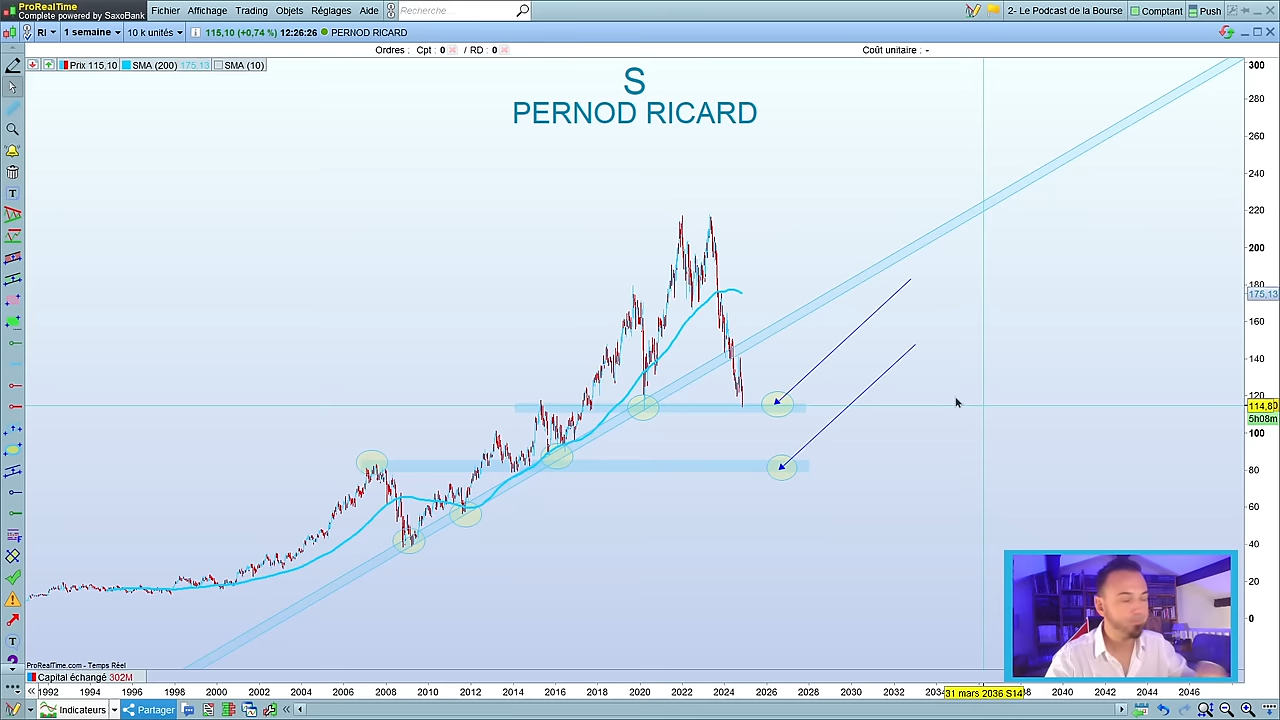 ProRealTime
Complete powered by SaxoBank
Fichier Affichage Trading Objets Réglages Aide Recherche 2- Le Podcast de la Bourse Comptant Push
RI 1 semaine 10 k unités 115,10 (+0,74 %) 12:26:26 PERNOD RICARD
Ordres : Cpt : 0 / RD : 0 Coût unitaire : -
Prix 115,10 SMA (200) 175,13 SMA (10)
S
PERNOD RICARD
300
280
260
240
220
200
180
175,13
160
140
120
114,80
5h08m
100
80
60
40
20
0
ProRealTime.com - Temps Réel
Capital échangé 302M
1992 1994 1996 1998 2000 2002 2004 2006 2008 2010 2012 2014 2016 2018 2020 2022 2024 2026 2028 2030 2032 31 mars 2036 S14 2040 2042 2044 2046
Indicateurs Partager